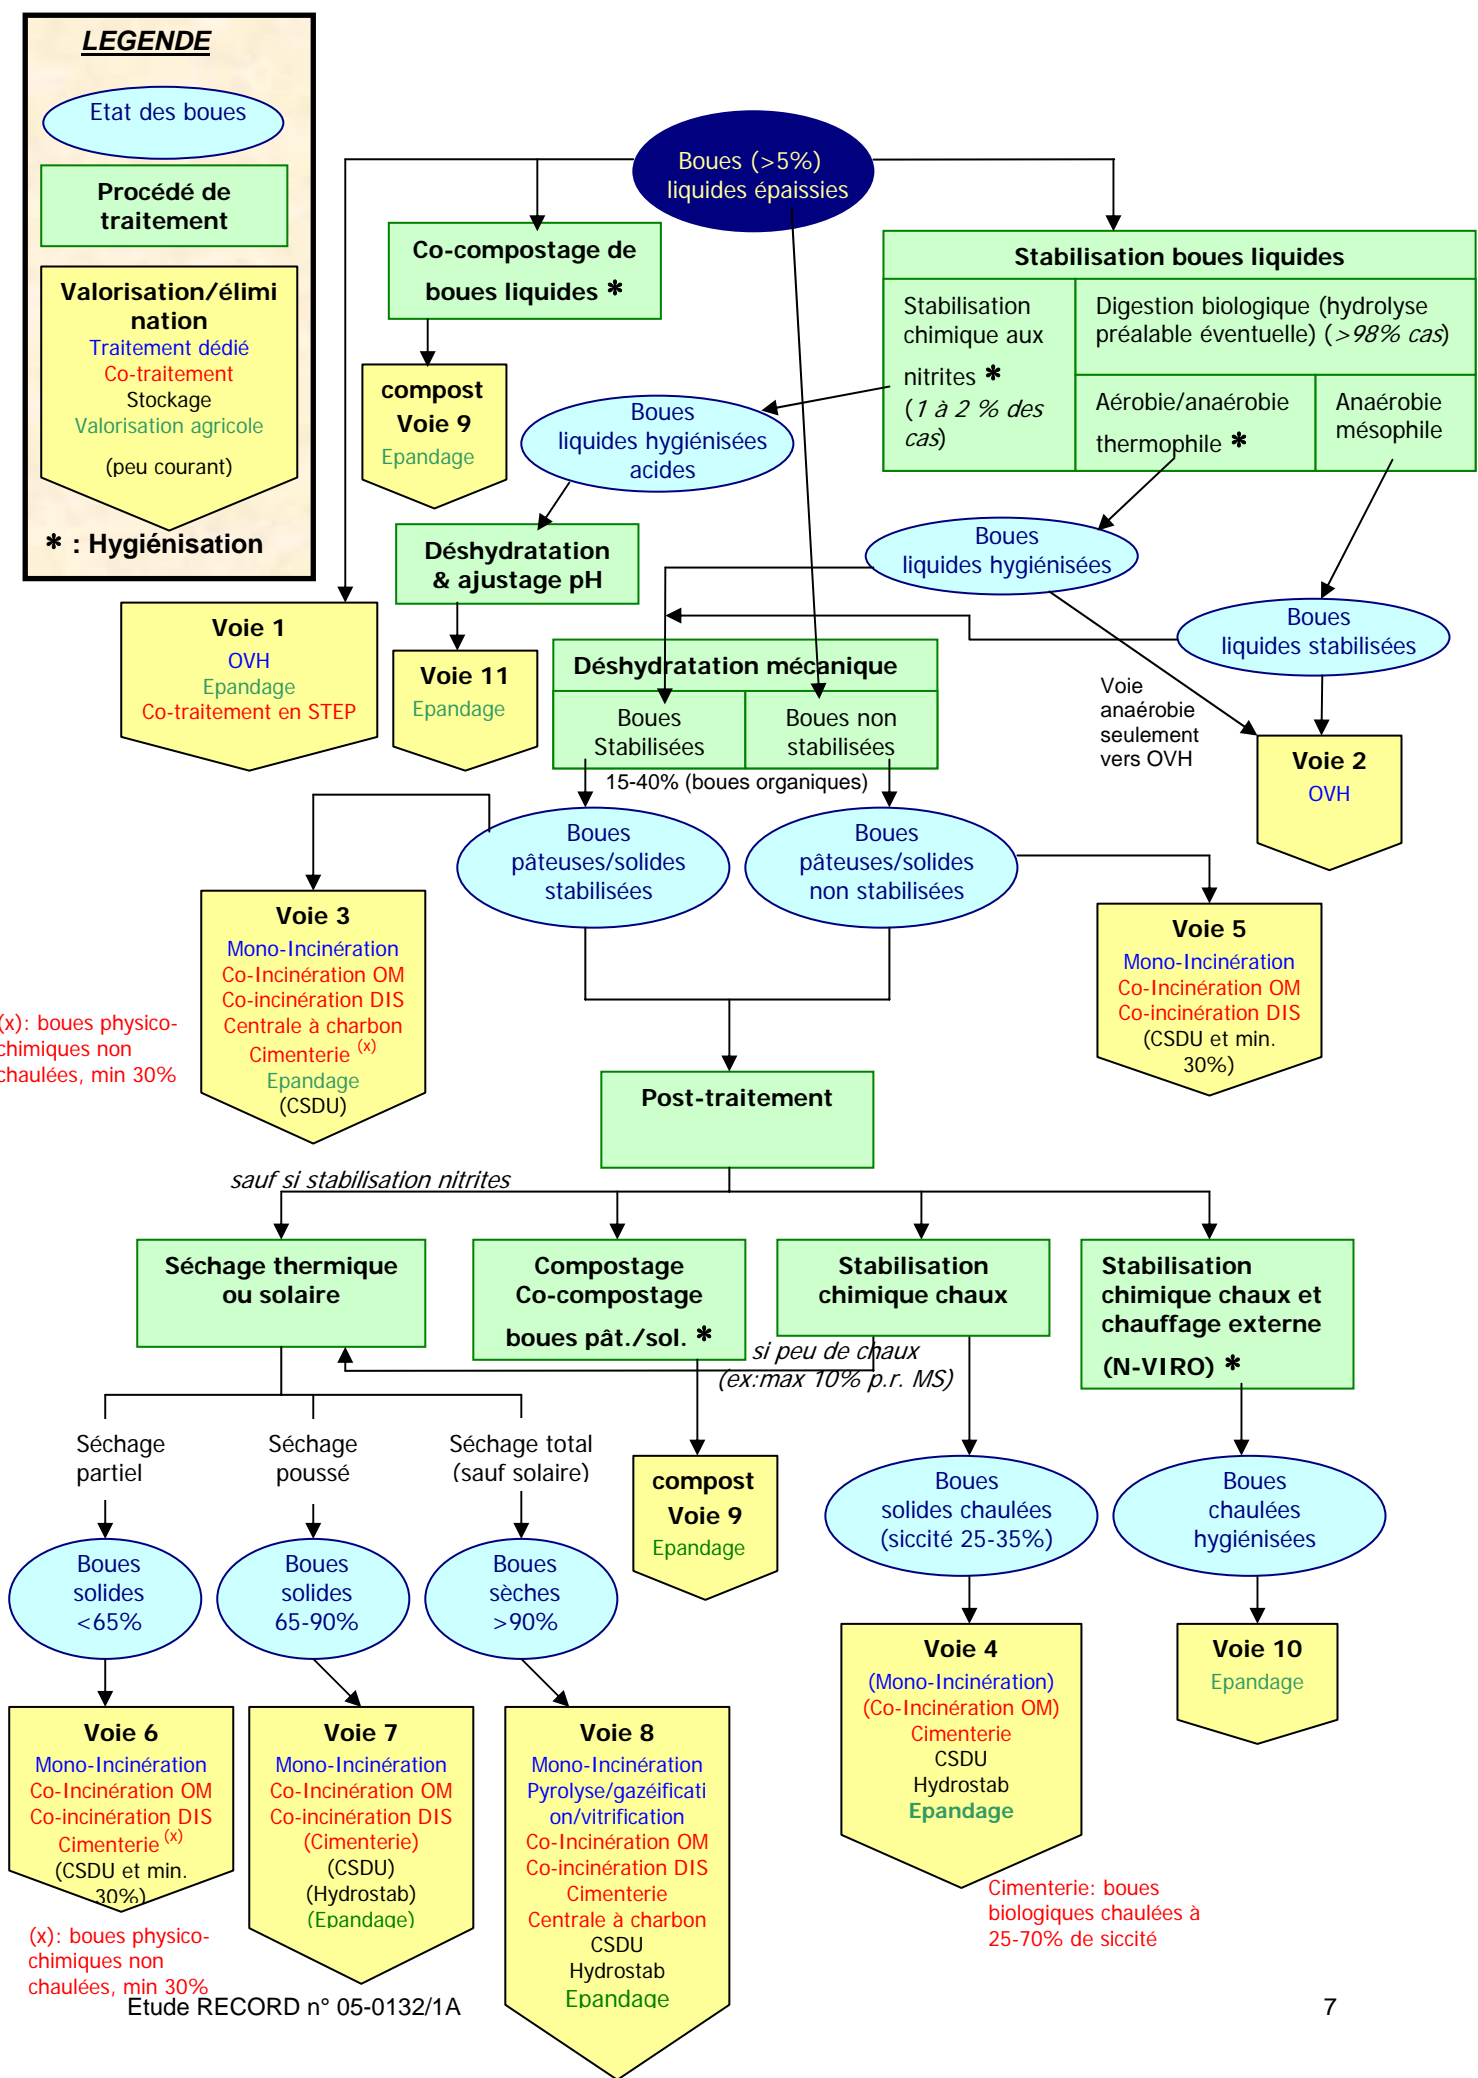 LEGENDE
Etat des boues
Procédé de
traitement
Valorisation/élimi
nation
Traitement dédié
Co-traitement
Stockage
Valorisation agricole
(peu courant)
* : Hygiénisation
Boues (>5%)
liquides épaissies
Co-compostage de
boues liquides *
compost
Voie 9
Epandage
Stabilisation boues liquides
Stabilisation
chimique aux
nitrites *
(1 à 2 % des
cas)
Digestion biologique (hydrolyse
préalable éventuelle) (>98% cas)
Aérobie/anaérobie
thermophile *
Anaérobie
mésophile
Boues
liquides hygiénisées
acides
Déshydratation
& ajustage pH
Boues
liquides hygiénisées
Boues
liquides stabilisées
Voie 1
OVH
Epandage
Co-traitement en STEP
Voie 11
Epandage
Déshydratation mécanique
Boues
Stabilisées
Boues non
stabilisées
15-40% (boues organiques)
Voie
anaérobie
seulement
vers OVH
Voie 2
OVH
Boues
pâteuses/solides
stabilisées
Boues
pâteuses/solides
non stabilisées
Voie 3
Mono-Incinération
Co-Incinération OM
Co-incinération DIS
Centrale à charbon
Cimenterie (x)
Epandage
(CSDU)
(x): boues physico-
chimiques non
chaulées, min 30%
Voie 5
Mono-Incinération
Co-Incinération OM
Co-incinération DIS
(CSDU et min.
30%)
Post-traitement
sauf si stabilisation nitrites
Séchage thermique
ou solaire
Compostage
Co-compostage
boues pât./sol. *
Stabilisation
chimique chaux
Stabilisation
chimique chaux et
chauffage externe
(N-VIRO) *
si peu de chaux
(ex:max 10% p.r. MS)
Séchage
partiel
Séchage
poussé
Séchage total
(sauf solaire)
compost
Voie 9
Epandage
Boues
solides chaulées
(siccité 25-35%)
Boues
chaulées
hygiénisées
Boues
solides
<65%
Boues
solides
65-90%
Boues
sèches
>90%
Voie 4
(Mono-Incinération)
(Co-Incinération OM)
Cimenterie
CSDU
Hydrostab
Epandage
Voie 10
Epandage
Voie 6
Mono-Incinération
Co-Incinération OM
Co-incinération DIS
Cimenterie (x)
(CSDU et min.
30%)
Voie 7
Mono-Incinération
Co-Incinération OM
Co-incinération DIS
(Cimenterie)
(CSDU)
(Hydrostab)
(Epandage)
Voie 8
Mono-Incinération
Pyrolyse/gazéificati
on/vitrification
Co-Incinération OM
Co-incinération DIS
Cimenterie
Centrale à charbon
CSDU
Hydrostab
Epandage
Cimenterie: boues
biologiques chaulées à
25-70% de siccité
(x): boues physico-
chimiques non
chaulées, min 30%
Etude RECORD n° 05-0132/1A
7